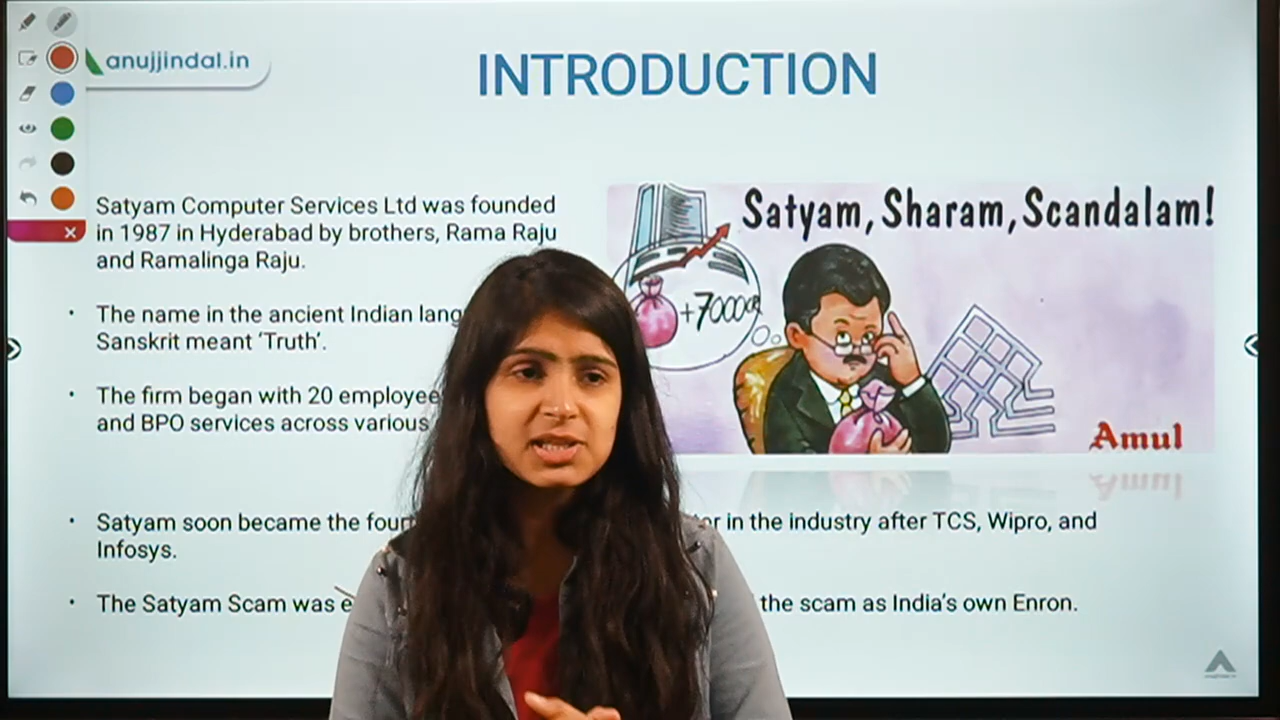 anujjindal.in
INTRODUCTION
Satyam Computer Services Ltd was founded
in 1987 in Hyderabad by brothers, Rama Raju
and Ramalinga Raju.
• The name in the ancient Indian lang
Sanskrit meant ‘Truth’.
• The firm began with 20 employee
and BPO services across various
Satyam, Sharam, Scandalam!
Amul
• Satyam soon became the four
in the industry after TCS, Wipro, and
Infosys.
• The Satyam Scam was e
the scam as India’s own Enron.